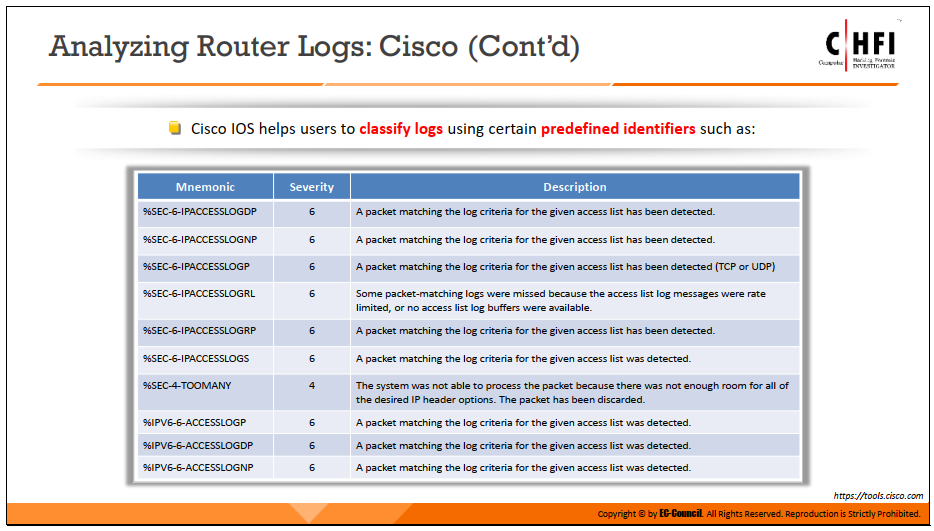 Analyzing Router Logs: Cisco (Cont'd)
CHFI
Computer Hacking Forensic
INVESTIGATOR
Cisco IOS helps users to classify logs using certain predefined identifiers such as:
Mnemonic Severity Description
%SEC-6-IPACCESSLOGDP 6 A packet matching the log criteria for the given access list has been detected.
%SEC-6-IPACCESSLOGNP 6 A packet matching the log criteria for the given access list has been detected.
%SEC-6-IPACCESSLOGP 6 A packet matching the log criteria for the given access list has been detected (TCP or UDP)
%SEC-6-IPACCESSLOGRL 6 Some packet-matching logs were missed because the access list log messages were rate
limited, or no access list log buffers were available.
%SEC-6-IPACCESSLOGRP 6 A packet matching the log criteria for the given access list has been detected.
%SEC-6-IPACCESSLOGS 6 A packet matching the log criteria for the given access list was detected.
%SEC-4-TOOMANY 4 The system was not able to process the packet because there was not enough room for all of
the desired IP header options. The packet has been discarded.
%IPV6-6-ACCESSLOGP 6 A packet matching the log criteria for the given access list was detected.
%IPV6-6-ACCESSLOGDP 6 A packet matching the log criteria for the given access list was detected.
%IPV6-6-ACCESSLOGNP 6 A packet matching the log criteria for the given access list was detected.
https://tools.cisco.com
Copyright © by EC-Council. All Rights Reserved. Reproduction is Strictly Prohibited.